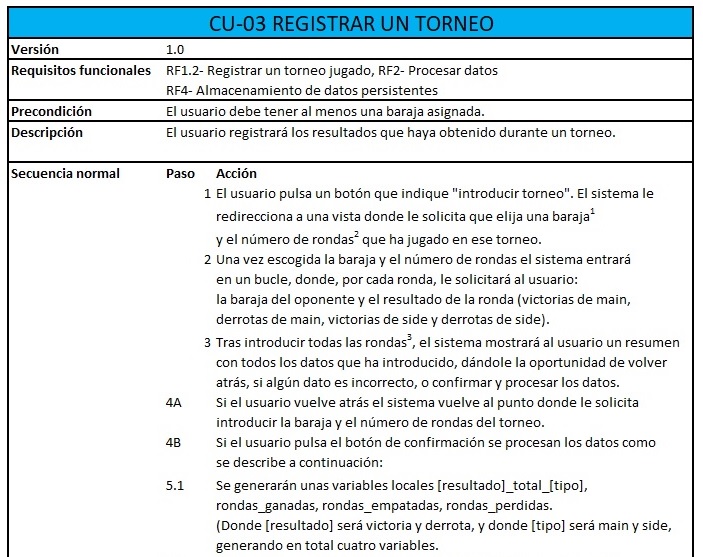 CU-03 REGISTRAR UN TORNEO
Versión 1.0
Requisitos funcionales RF1.2- Registrar un torneo jugado, RF2- Procesar datos
RF4- Almacenamiento de datos persistentes
Precondición El usuario debe tener al menos una baraja asignada.
Descripción El usuario registrará los resultados que haya obtenido durante un torneo.
Secuencia normal Paso Acción
1 El usuario pulsa un botón que indique "introducir torneo". El sistema le
redirecciona a una vista donde le solicita que elija una baraja¹
y el número de rondas² que ha jugado en ese torneo.
2 Una vez escogida la baraja y el número de rondas el sistema entrará
en un bucle, donde, por cada ronda, le solicitará al usuario:
la baraja del oponente y el resultado de la ronda (victorias de main,
derrotas de main, victorias de side y derrotas de side).
3 Tras introducir todas las rondas³, el sistema mostrará al usuario un resumen
con todos los datos que ha introducido, dándole la oportunidad de volver
atrás, si algún dato es incorrecto, o confirmar y procesar los datos.
4A Si el usuario vuelve atrás el sistema vuelve al punto donde le solicita
introducir la baraja y el número de rondas del torneo.
4B Si el usuario pulsa el botón de confirmación se procesan los datos como
se describe a continuación:
5.1 Se generarán unas variables locales [resultado]_total_[tipo],
rondas_ganadas, rondas_empatadas, rondas_perdidas.
(Donde [resultado] será victoria y derrota, y donde [tipo] será main y side,
generando en total cuatro variables.